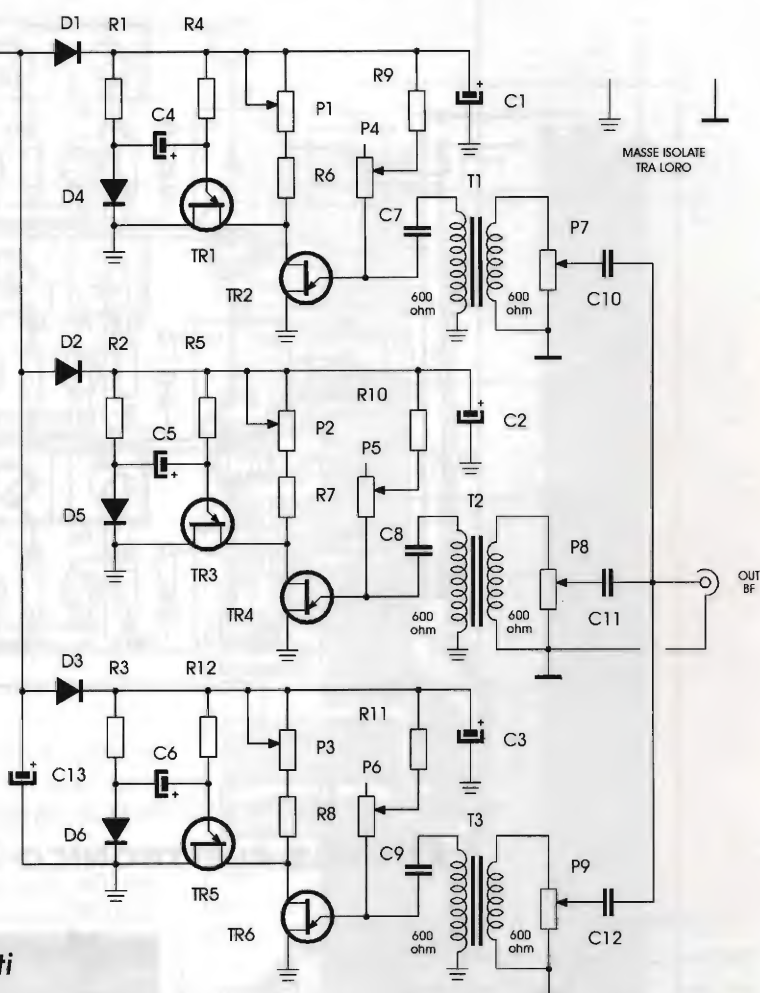 D1 R1 R4
R9
C4
P1
P4
C1
MASSE ISOLATE
TRA LORO
D4
R6
C7
T1
P7
TR1
TR2
600
ohm
600
ohm
C10
D2 R2 R5
R10
C5
P2
P5
C2
D5
R7
C8
T2
P8
TR3
TR4
600
ohm
600
ohm
C11
OUT
BF
D3 R3 R12
R11
C13
C6
P3
P6
C3
D6
R8
C9
T3
P9
TR5
TR6
600
ohm
600
ohm
C12
ti